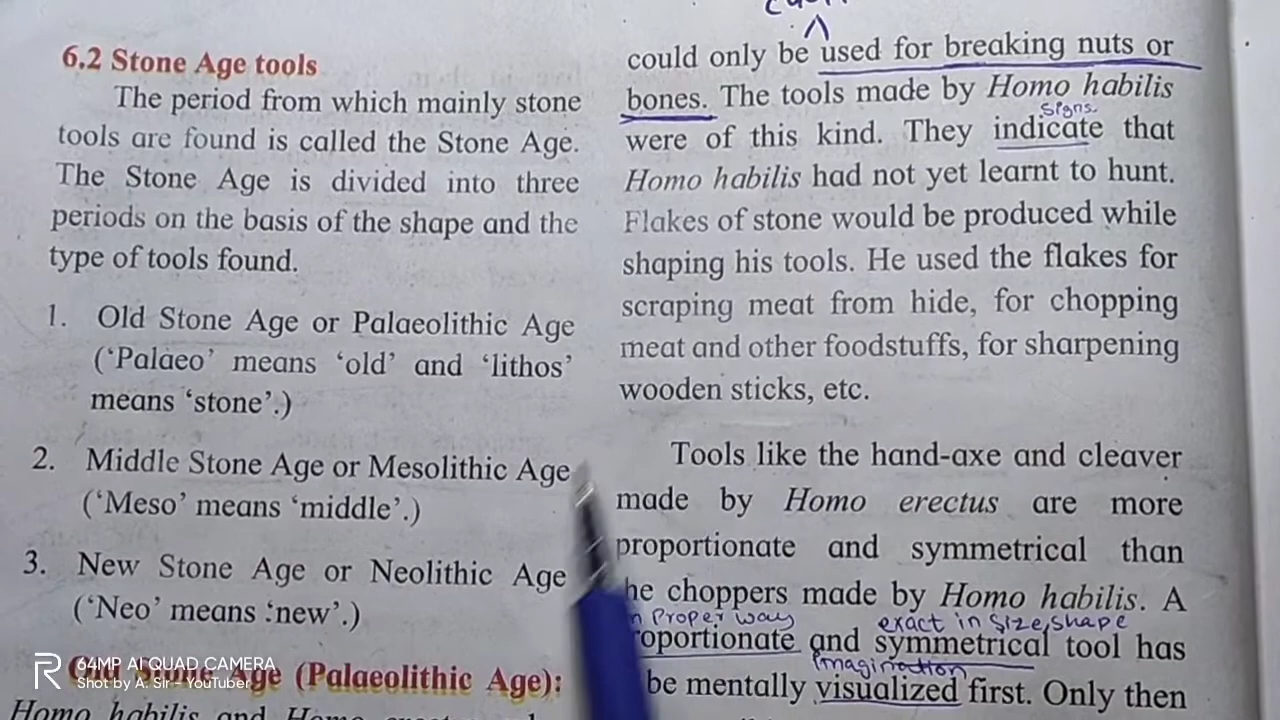 6.2 Stone Age tools
The period from which mainly stone
tools are found is called the Stone Age.
The Stone Age is divided into three
periods on the basis of the shape and the
type of tools found.
1. Old Stone Age or Palaeolithic Age
(‘Palaeo’ means ‘old’ and ‘lithos’
means ‘stone’.)
2. Middle Stone Age or Mesolithic Age
(‘Meso’ means ‘middle’.)
3. New Stone Age or Neolithic Age
(‘Neo’ means ‘new’.)
Stone Age (Palaeolithic Age):
Homo habilis and Homo
could only be used for breaking nuts or
bones. The tools made by Homo habilis
signs.
were of this kind. They indicate that
Homo habilis had not yet learnt to hunt.
Flakes of stone would be produced while
shaping his tools. He used the flakes for
scraping meat from hide, for chopping
meat and other foodstuffs, for sharpening
wooden sticks, etc.
Tools like the hand-axe and cleaver
made by Homo erectus are more
proportionate and symmetrical than
he choppers made by Homo habilis. A
n Proper way exact in size, shape
roportionate and symmetrical tool has
imagination
be mentally visualized first. Only then
64MP AI QUAD CAMERA
Shot by A. Sir - YouTuber